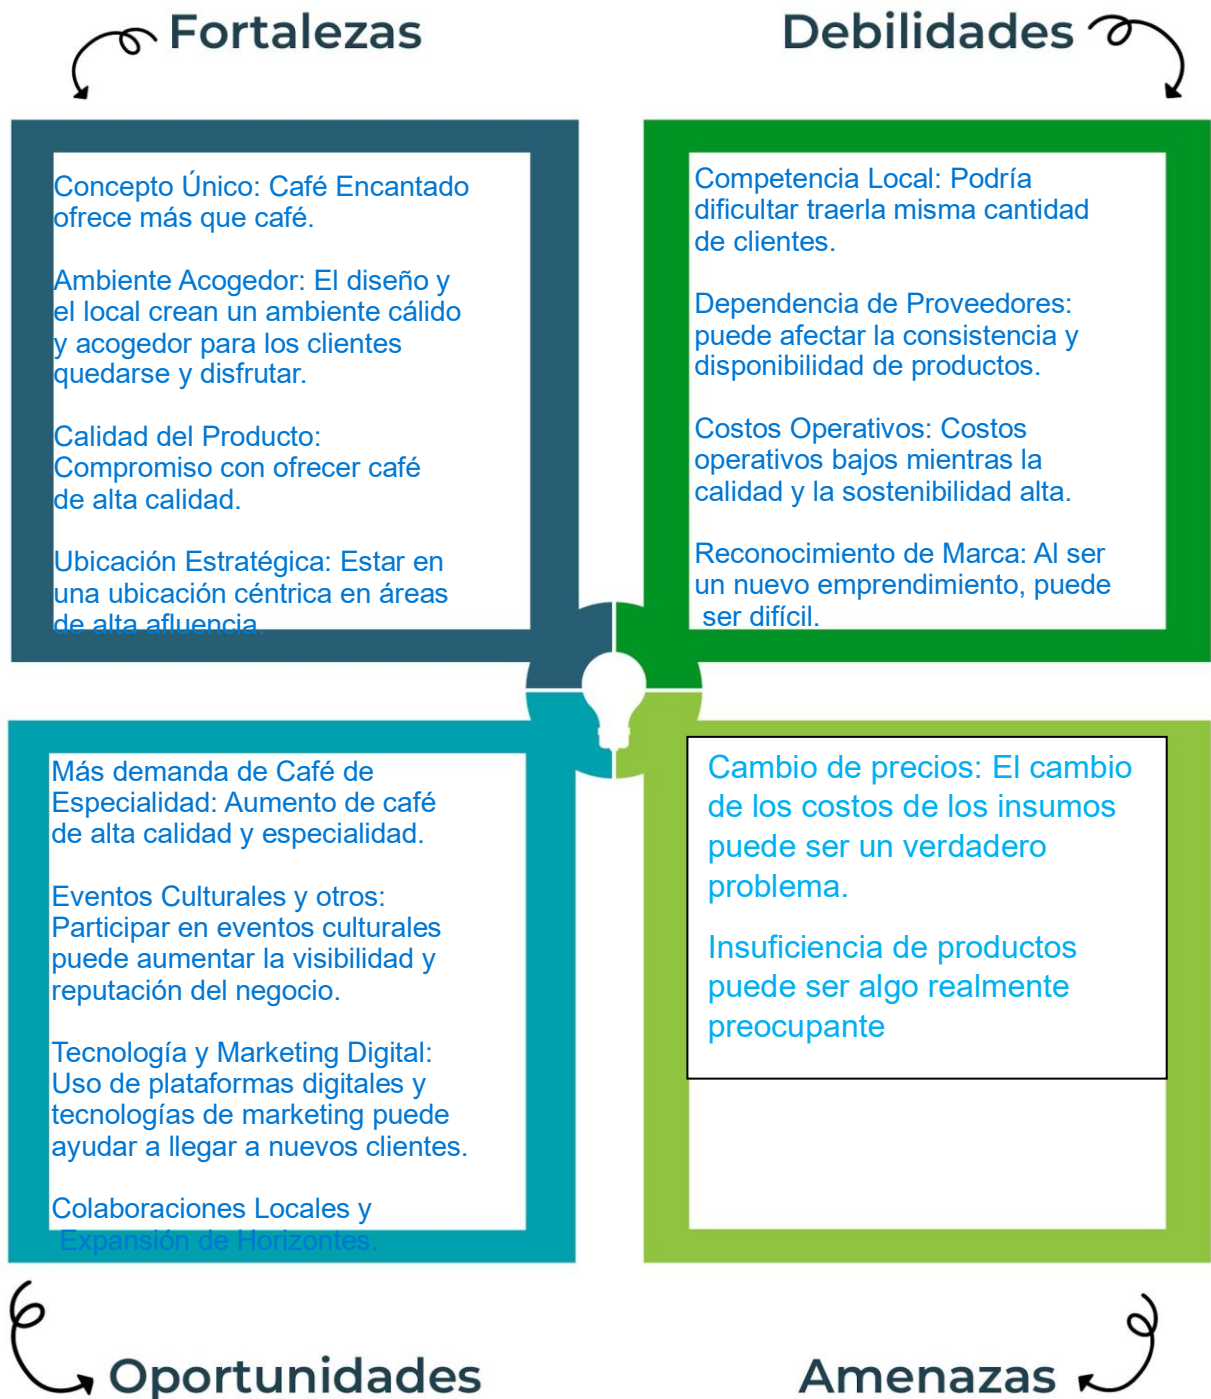 Fortalezas
Concepto Único: Café Encantado
ofrece más que café.
Ambiente Acogedor: El diseño y
el local crean un ambiente cálido
y acogedor para los clientes
quedarse y disfrutar.
Calidad del Producto:
Compromiso con ofrecer café
de alta calidad.
Ubicación Estratégica: Estar en
una ubicación céntrica en áreas
de alta afluencia.
Debilidades
Competencia Local: Podría
dificultar traerla misma cantidad
de clientes.
Dependencia de Proveedores:
puede afectar la consistencia y
disponibilidad de productos.
Costos Operativos: Costos
operativos bajos mientras la
calidad y la sostenibilidad alta.
Reconocimiento de Marca: Al ser
un nuevo emprendimiento, puede
ser difícil.
Más demanda de Café de
Especialidad: Aumento de café
de alta calidad y especialidad.
Eventos Culturales y otros:
Participar en eventos culturales
puede aumentar la visibilidad y
reputación del negocio.
Tecnología y Marketing Digital:
Uso de plataformas digitales y
tecnologías de marketing puede
ayudar a llegar a nuevos clientes.
Colaboraciones Locales y
Expansión de Horizontes.
Oportunidades
Cambio de precios: El cambio
de los costos de los insumos
puede ser un verdadero
problema.
Insuficiencia de productos
puede ser algo realmente
preocupante
Amenazas